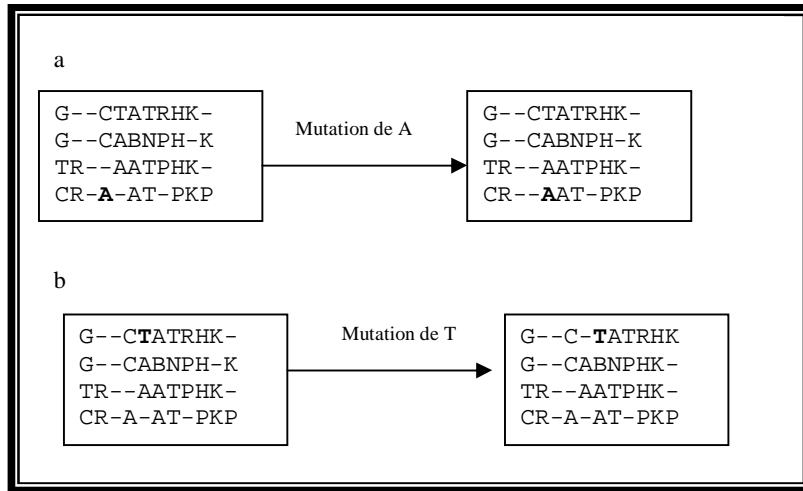 a
G--CTATRHK-
G--CABNPH-K
TR--AATPHK-
CR-A-AT-PKP
Mutation de A
G--CTATRHK-
G--CABNPH-K
TR--AATPHK-
CR--AAT-PKP
b
G--CTATRHK-
G--CABNPH-K
TR--AATPHK-
CR-A-AT-PKP
Mutation de T
G--C-TATRHK
G--CABNPHK-
TR--AATPHK-
CR-A-AT-PKP